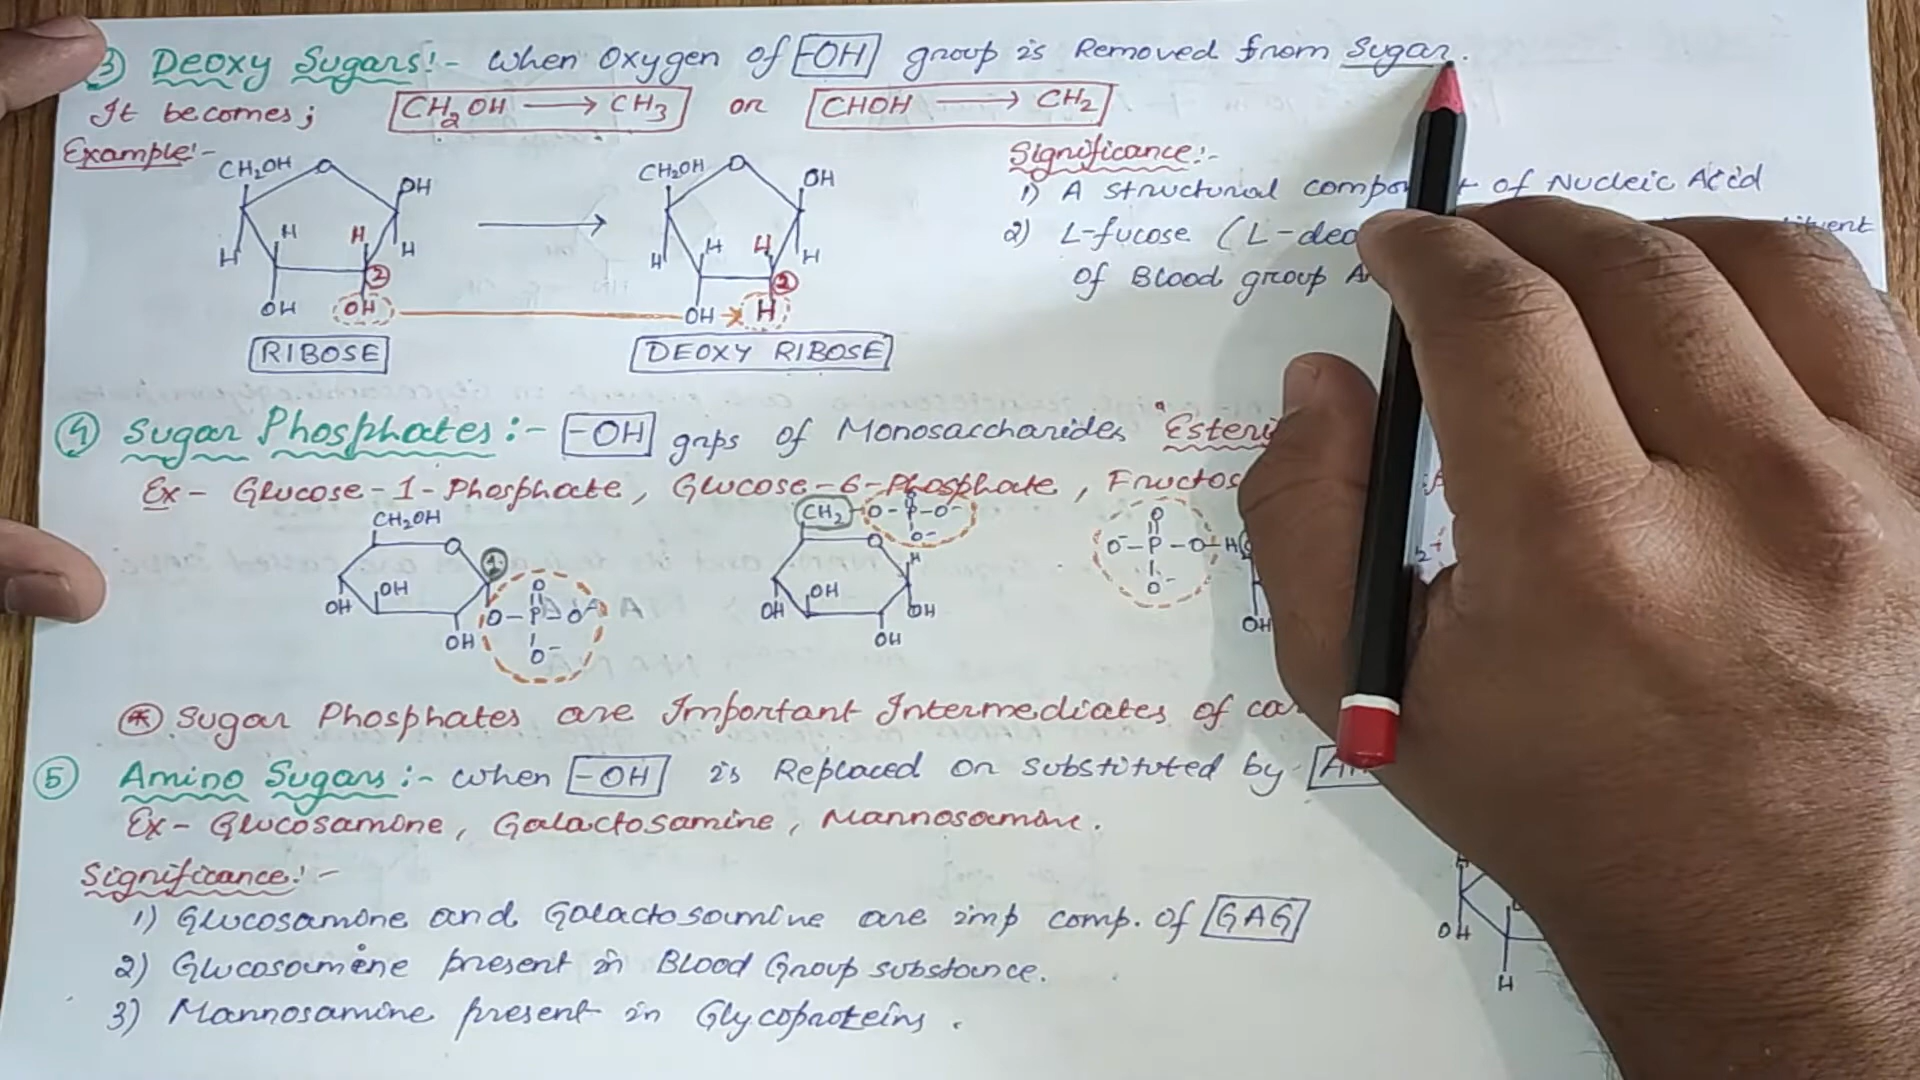 3) Deoxy Sugars:- When Oxygen of -OH group is Removed from Sugar.
It becomes; CH2OH → CH3 or CHOH → CH2
Example:-
CH2OH O OH H H H H OH OH 2
CH2OH O OH H H H H OH H 2
RIBOSE
DEOXY RIBOSE
Significance:-
1) A structural of Nucleic Acid
2) L-fucose (L-
of Blood group
4) Sugar Phosphates:- -OH grps of Monosaccharides
Ex- Glucose-1-Phosphate, Glucose-6-Phosphate,
CH2OH O 1 OH OH OH O-P-O- O O-
CH2 O-P-O- O O- O H OH OH OH OH
O O- -P-O-H O- OH
* Sugar Phosphates are Important Intermediates of
5 Amino Sugars:- when -OH is Replaced or substituted by
Ex- Glucosamine, Galactosamine, Mannosamine.
Significance:-
1) Glucosamine and Galactosamine are imp comp. of GAG
2) Glucosamine present in Blood Group substance.
3) Mannosamine present in Glycoproteins.
OH
H